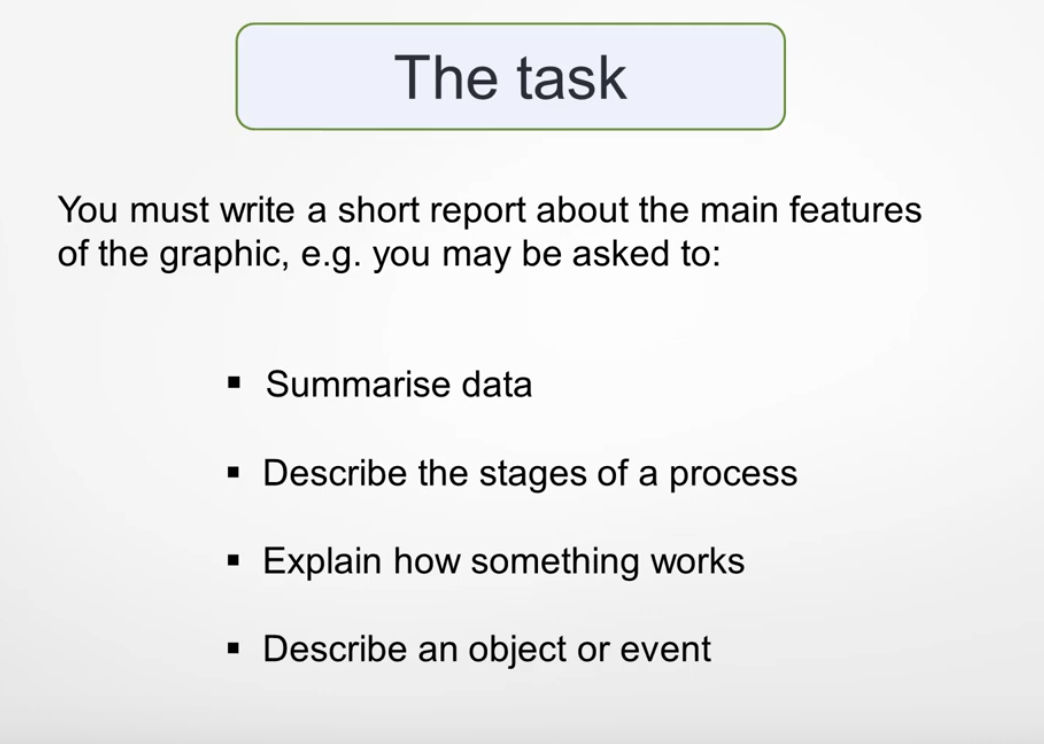 The task
You must write a short report about the main features
of the graphic, e.g. you may be asked to:
▪ Summarise data
▪ Describe the stages of a process
▪ Explain how something works
▪ Describe an object or event